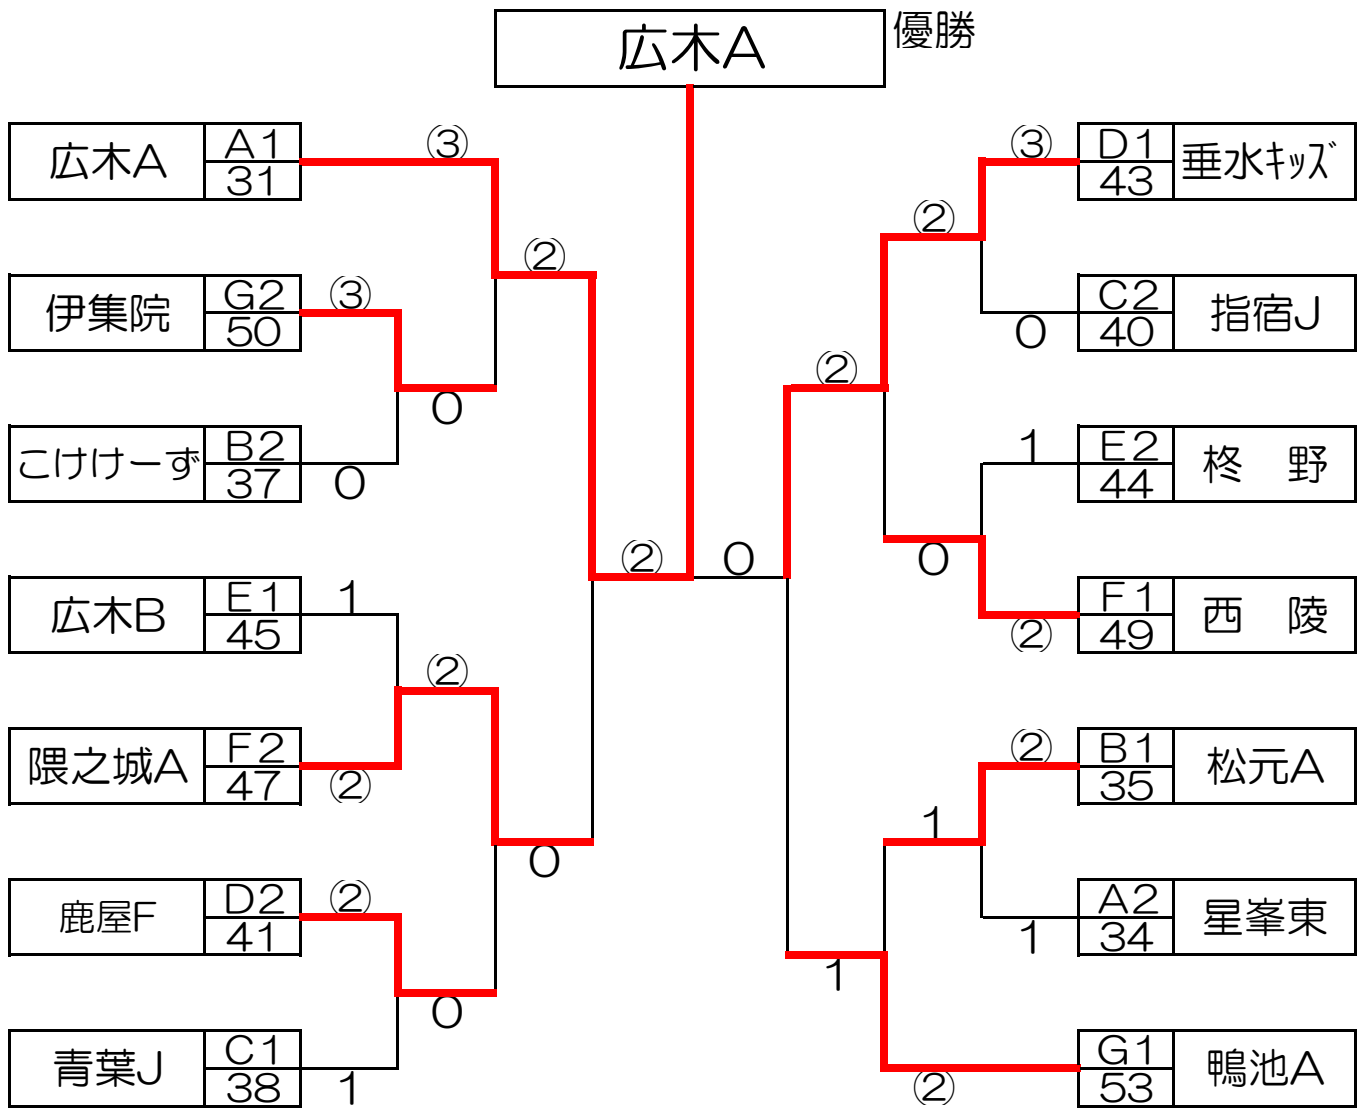 広木A
優勝
広木A A1 31
③
伊集院 G2 50
③
②
こけけーず B2 37
0
0
広木B E1 45
1
②
0
隈之城A F2 47
②
②
鹿屋F D2 41
②
0
0
青葉J C1 38
1
③
D1 43 垂水キッズ
②
C2 40 指宿J
0
②
1
E2 44 柊　野
0
F1 49 西　陵
②
②
B1 35 松元A
1
A2 34 星峯東
1
1
G1 53 鴨池A
②